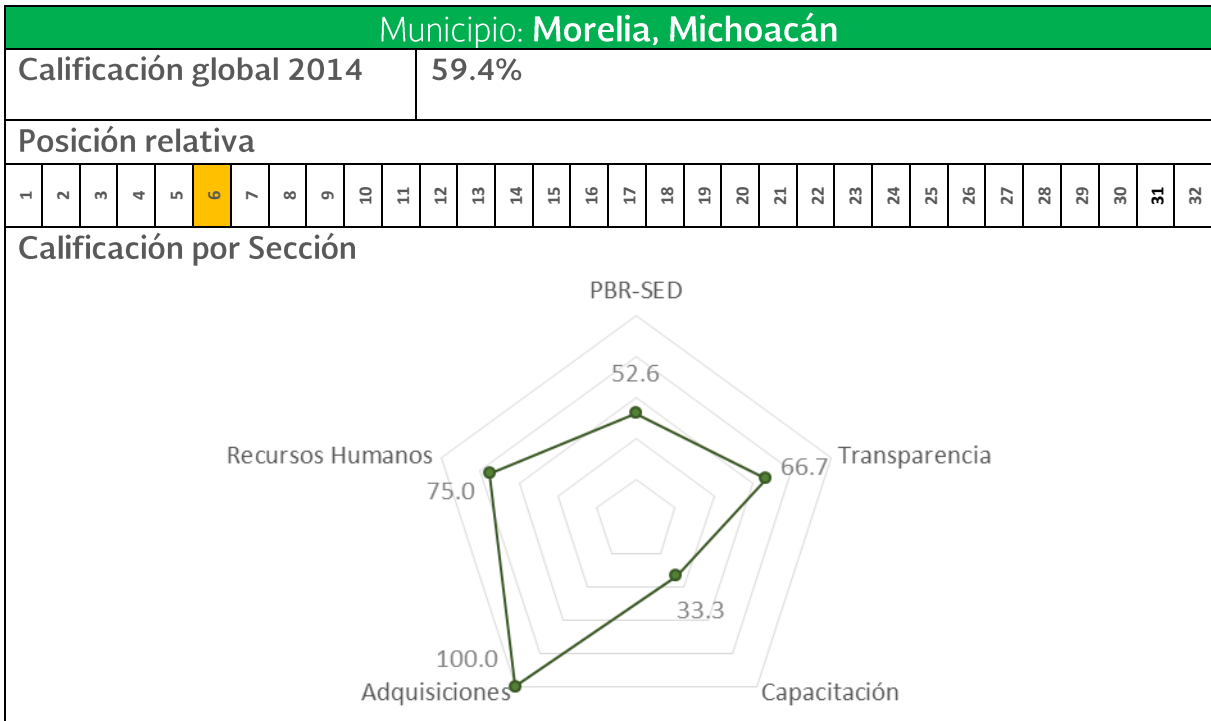 Municipio: Morelia, Michoacán
Calificación global 2014 59.4%
Posición relativa
1 2 3 4 5 6 7 8 9 10 11 12 13 14 15 16 17 18 19 20 21 22 23 24 25 26 27 28 29 30 31 32
Calificación por Sección
PBR-SED
52.6
Recursos Humanos
75.0
66.7
Transparencia
33.3
100.0
Adquisiciones
Capacitación